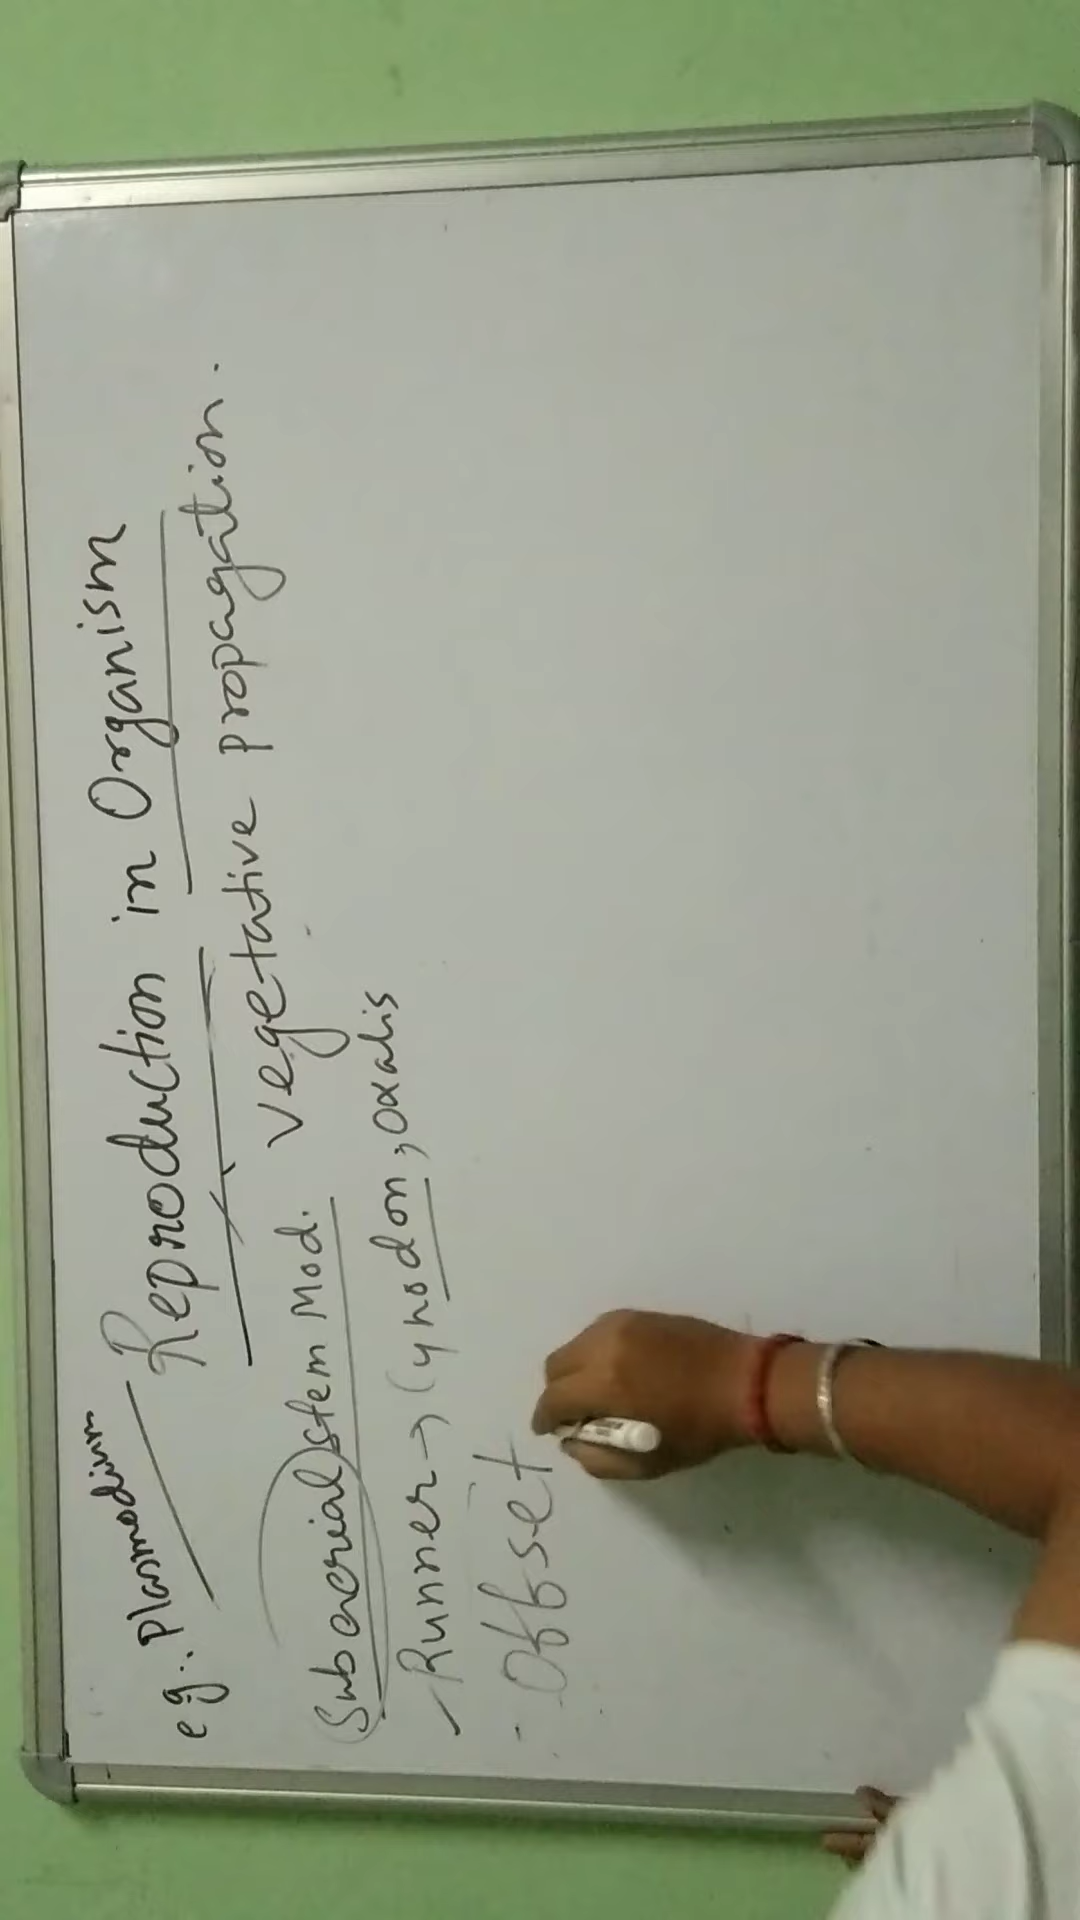 eg:. Plasmodium
Reproduction in Organism
Vegetative propagation.
Subaerial stem Mod.
Runner → Cynodon, oxalis
- Offset